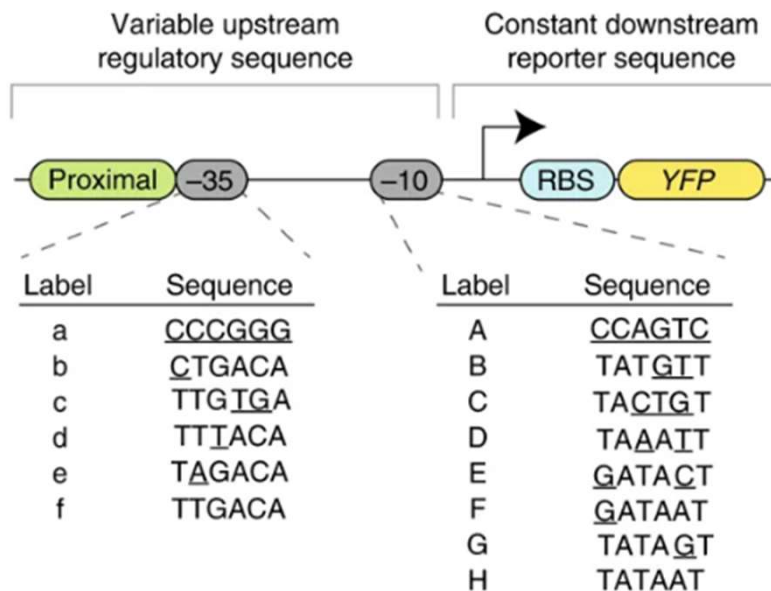 Variable upstream
regulatory sequence
Constant downstream
reporter sequence
Proximal
–35
–10
RBS
YFP
Label Sequence
a CCCGGG
b CTGACA
c TTGTGA
d TTTACA
e TAGACA
f TTGACA
Label Sequence
A CCAGTC
B TATGTT
C TACTGT
D TAAATT
E GATACT
F GATAAT
G TATAGT
H TATAAT